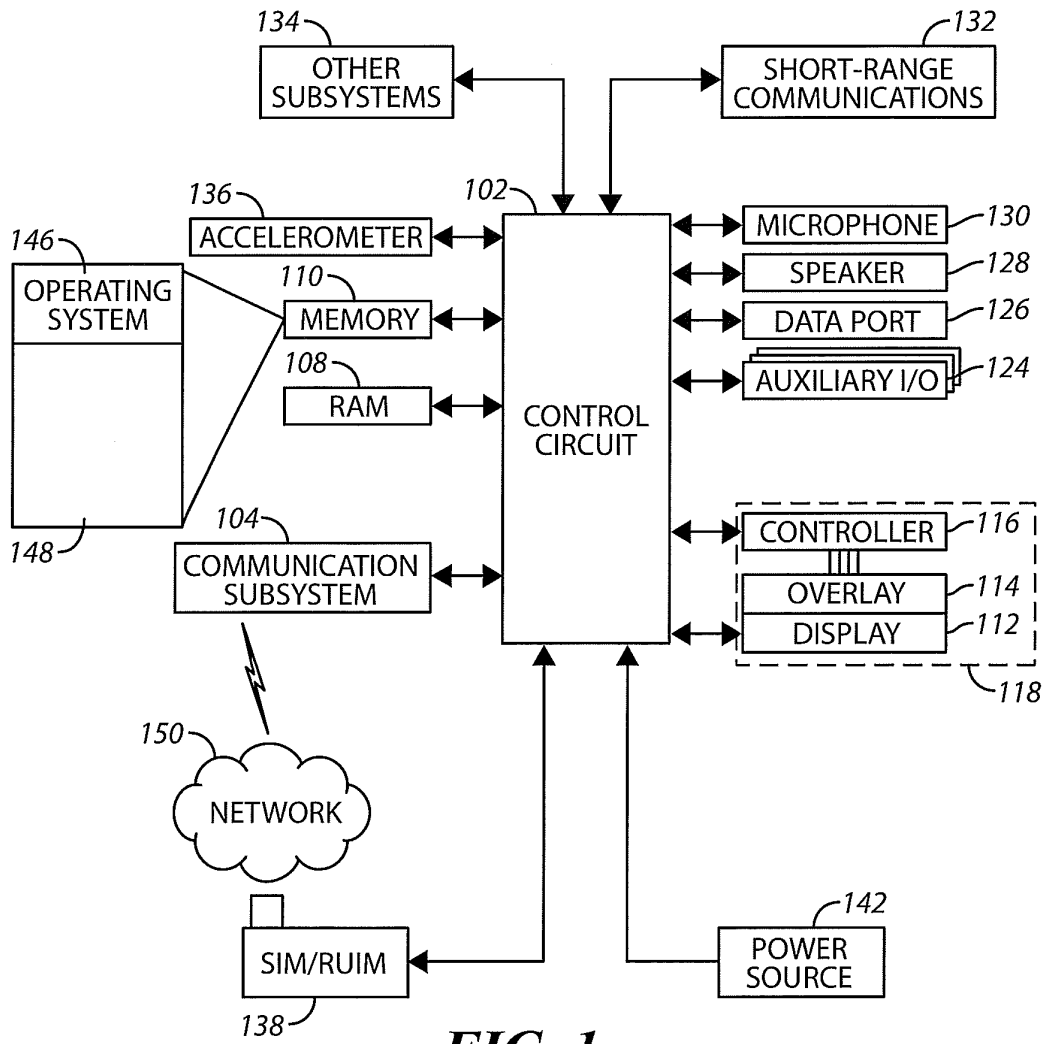 134
OTHER
SUBSYSTEMS
132
SHORT-RANGE
COMMUNICATIONS
136
ACCELEROMETER
102
MICROPHONE
130
146
OPERATING
SYSTEM
110
MEMORY
SPEAKER
128
DATA PORT
126
108
RAM
AUXILIARY I/O
124
CONTROL
CIRCUIT
148
104
COMMUNICATION
SUBSYSTEM
CONTROLLER
116
OVERLAY
114
DISPLAY
112
118
150
NETWORK
SIM/RUIM
138
142
POWER
SOURCE
FIG. 1